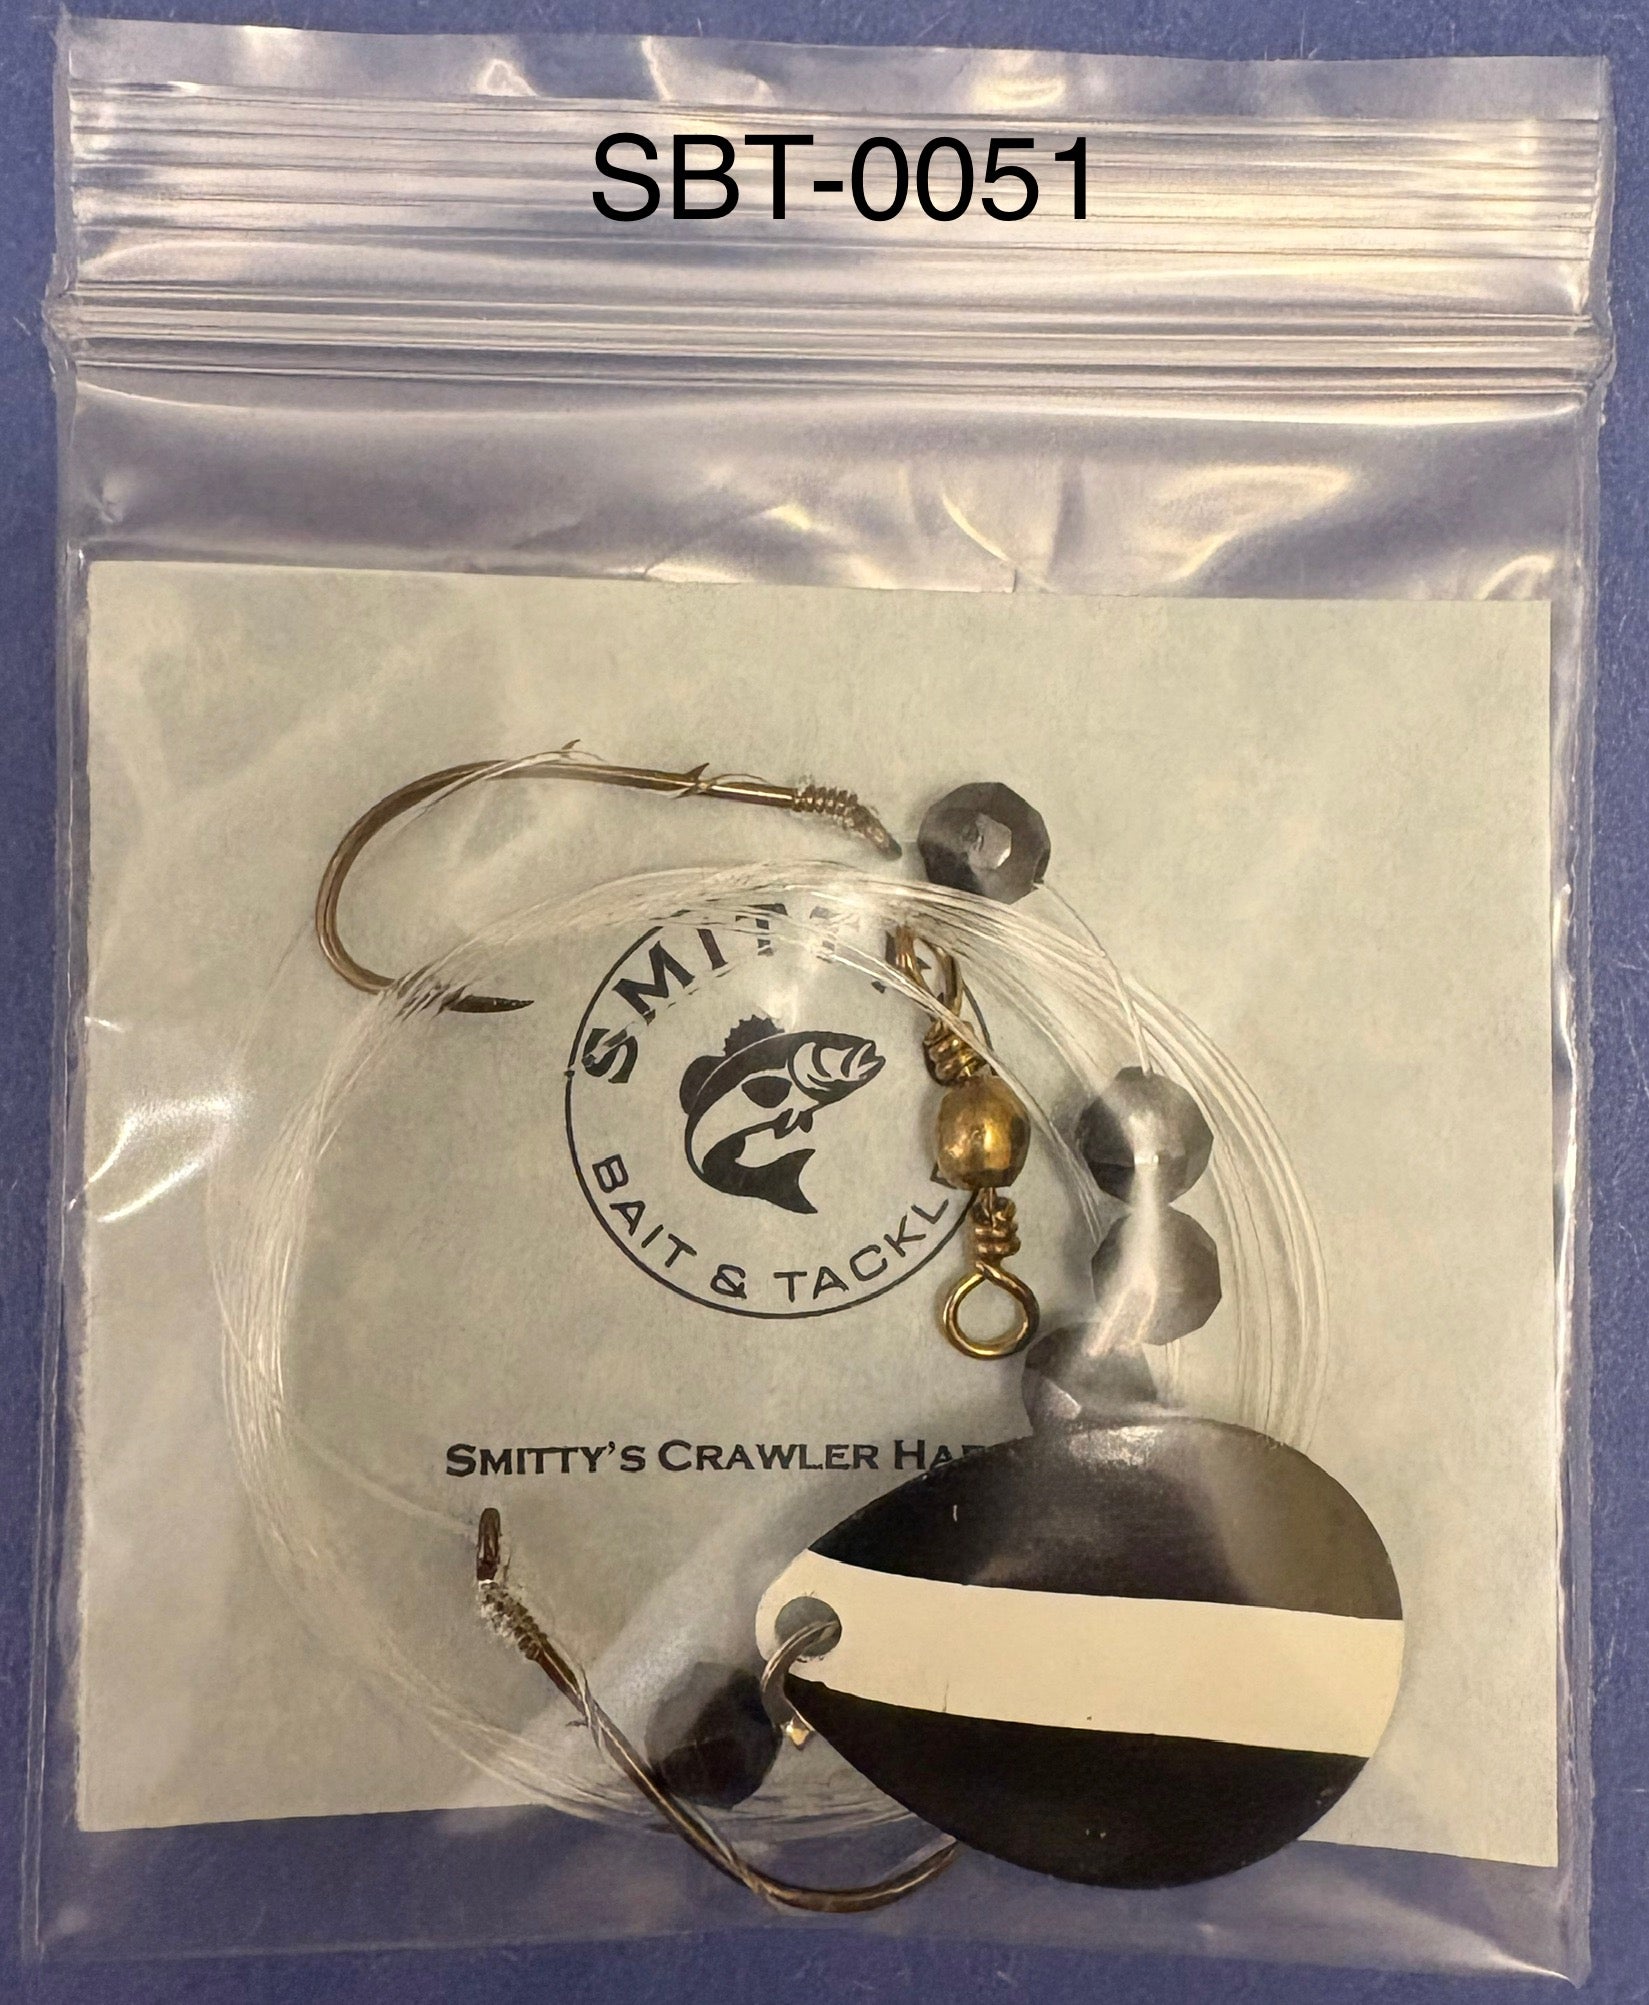 SBT-0051
BAIT & TACKL
SMITTY'S CRAWLER HA